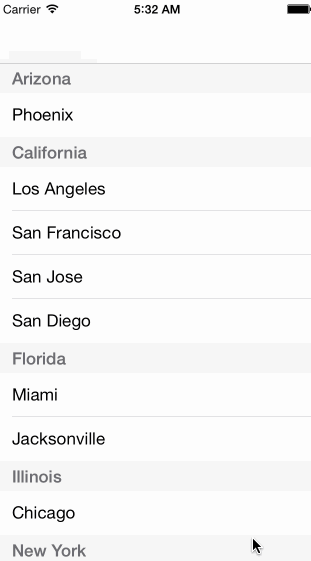 Carrier 5:32 AM
Arizona
Phoenix
California
Los Angeles
San Francisco
San Jose
San Diego
Florida
Miami
Jacksonville
Illinois
Chicago
New York